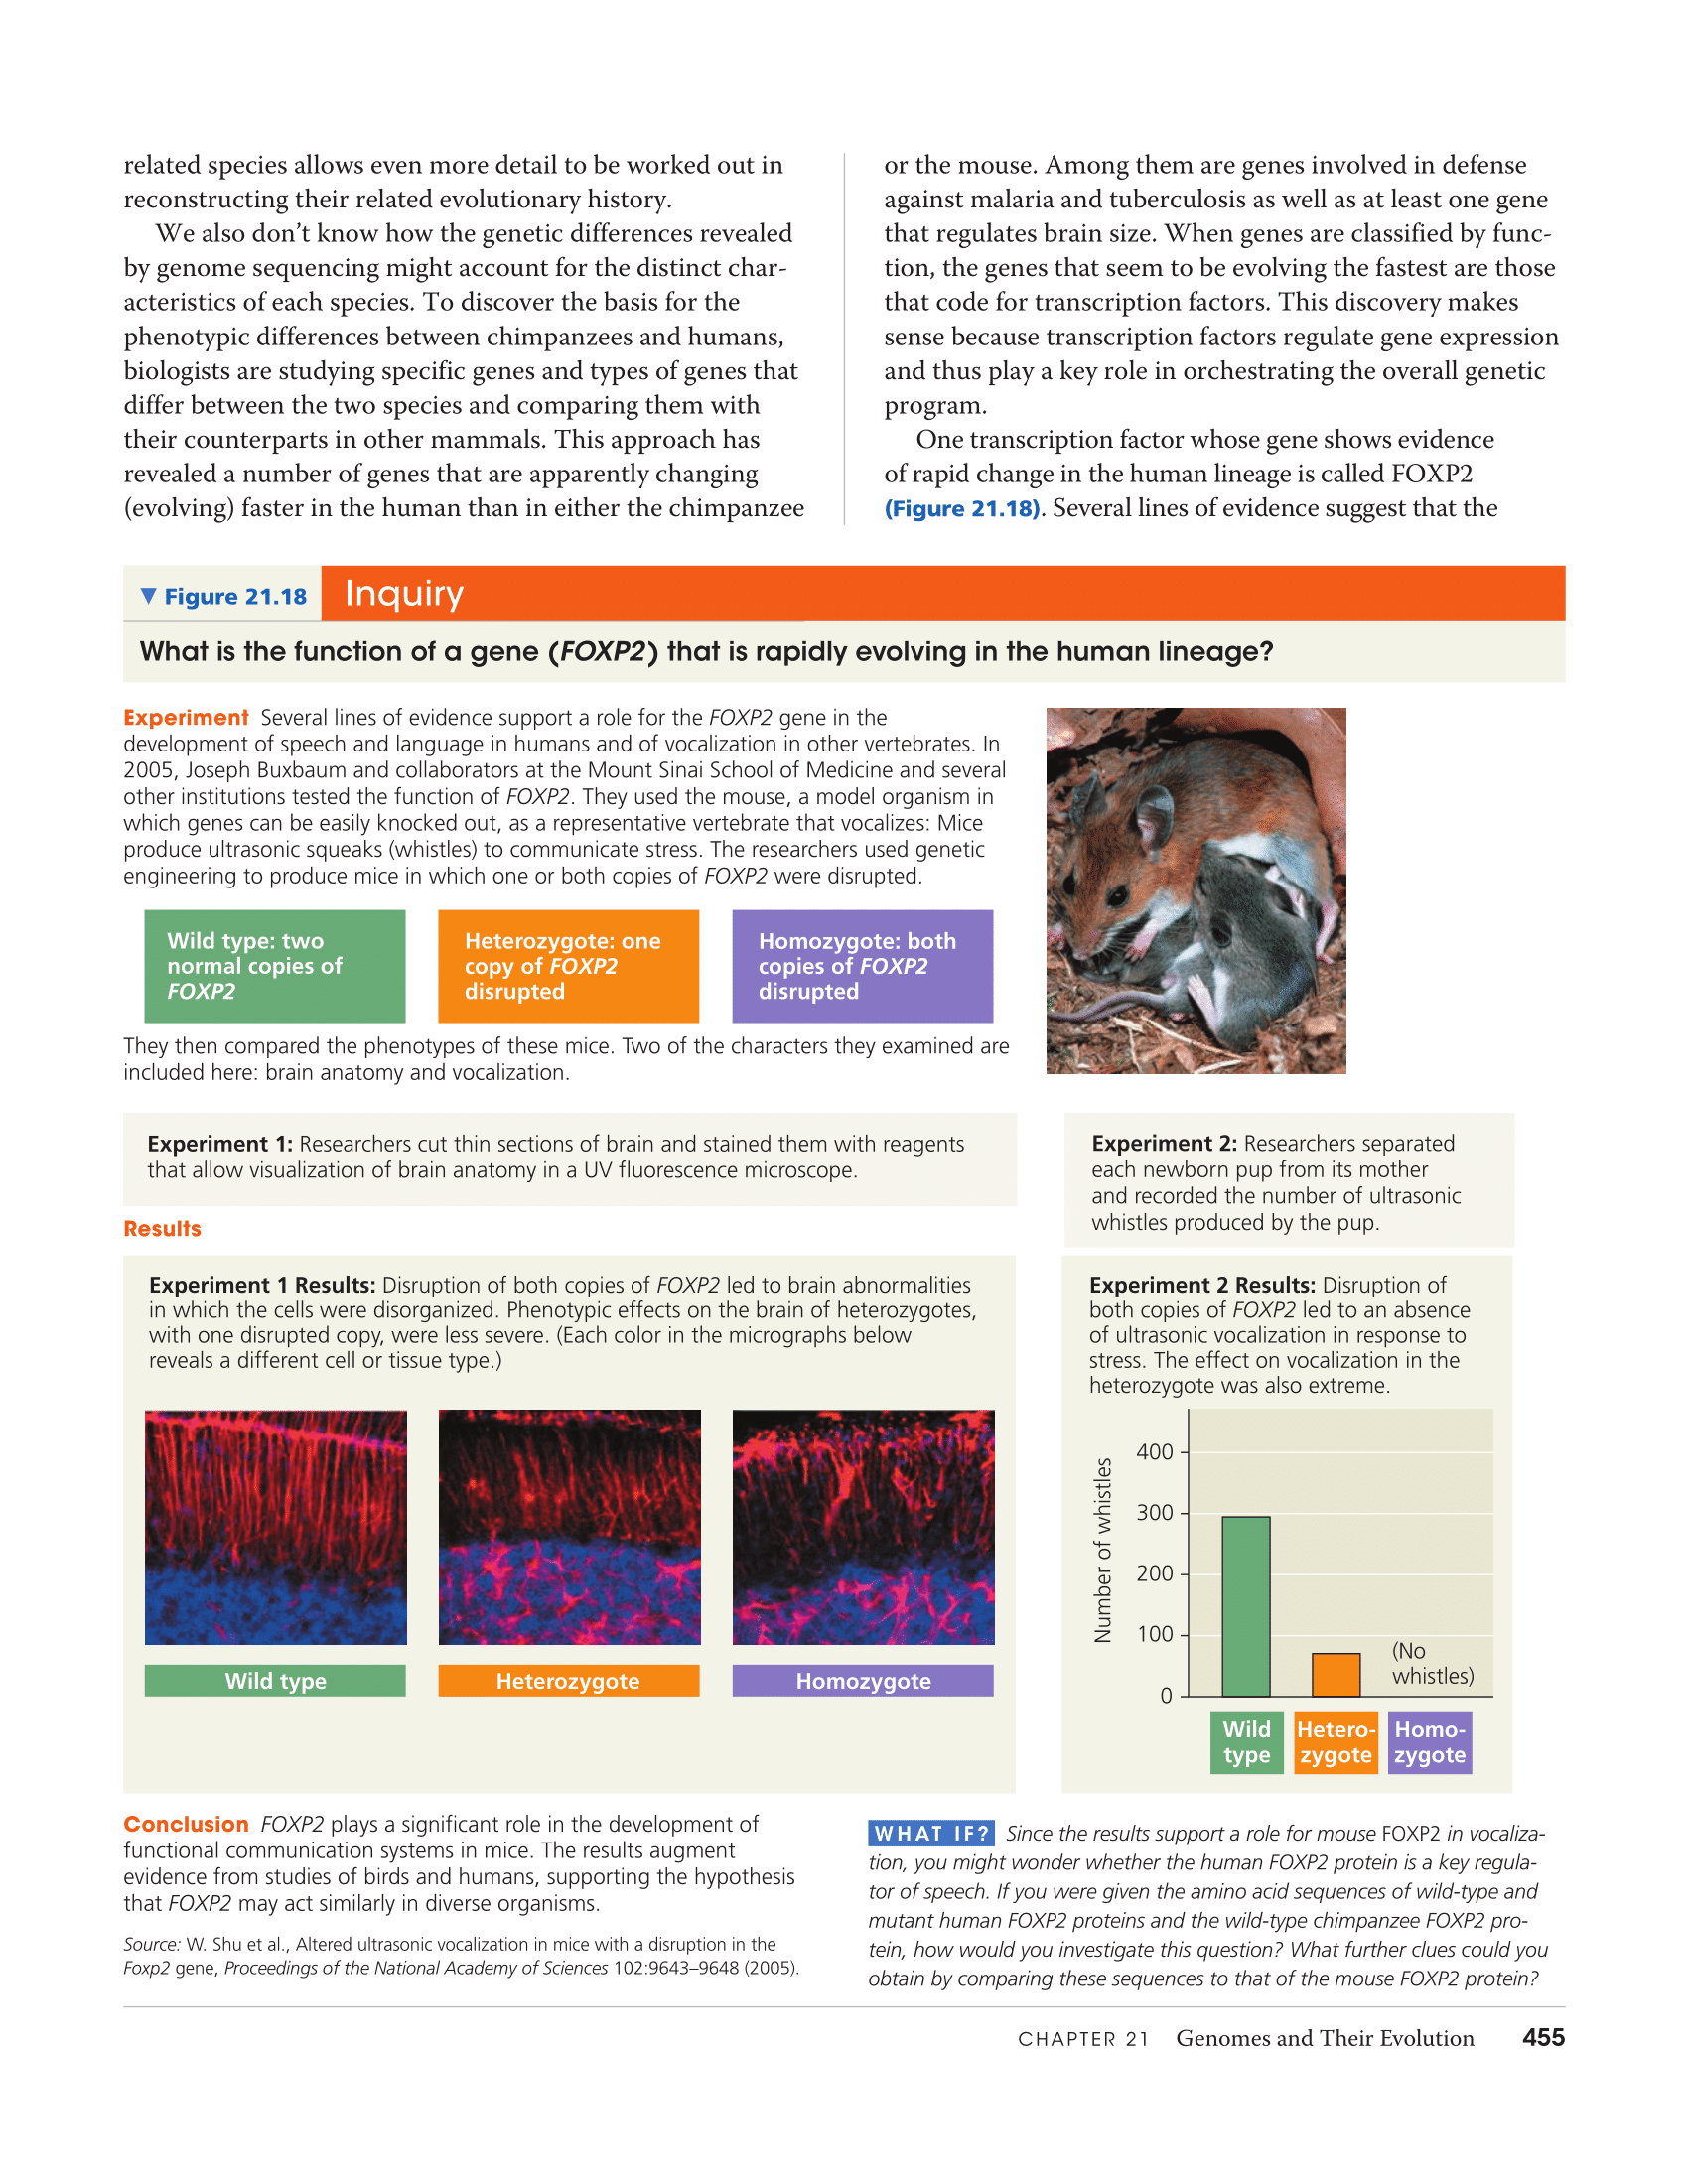 related species allows even more detail to be worked out in
reconstructing their related evolutionary history.
We also don’t know how the genetic differences revealed
by genome sequencing might account for the distinct char-
acteristics of each species. To discover the basis for the
phenotypic differences between chimpanzees and humans,
biologists are studying specific genes and types of genes that
differ between the two species and comparing them with
their counterparts in other mammals. This approach has
revealed a number of genes that are apparently changing
(evolving) faster in the human than in either the chimpanzee
or the mouse. Among them are genes involved in defense
against malaria and tuberculosis as well as at least one gene
that regulates brain size. When genes are classified by func-
tion, the genes that seem to be evolving the fastest are those
that code for transcription factors. This discovery makes
sense because transcription factors regulate gene expression
and thus play a key role in orchestrating the overall genetic
program.
One transcription factor whose gene shows evidence
of rapid change in the human lineage is called FOXP2
(Figure 21.18). Several lines of evidence suggest that the
▼ Figure 21.18 Inquiry
What is the function of a gene (FOXP2) that is rapidly evolving in the human lineage?
Experiment Several lines of evidence support a role for the FOXP2 gene in the
development of speech and language in humans and of vocalization in other vertebrates. In
2005, Joseph Buxbaum and collaborators at the Mount Sinai School of Medicine and several
other institutions tested the function of FOXP2. They used the mouse, a model organism in
which genes can be easily knocked out, as a representative vertebrate that vocalizes: Mice
produce ultrasonic squeaks (whistles) to communicate stress. The researchers used genetic
engineering to produce mice in which one or both copies of FOXP2 were disrupted.
Wild type: two
normal copies of
FOXP2
Heterozygote: one
copy of FOXP2
disrupted
Homozygote: both
copies of FOXP2
disrupted
They then compared the phenotypes of these mice. Two of the characters they examined are
included here: brain anatomy and vocalization.
Experiment 1: Researchers cut thin sections of brain and stained them with reagents
that allow visualization of brain anatomy in a UV fluorescence microscope.
Experiment 2: Researchers separated
each newborn pup from its mother
and recorded the number of ultrasonic
whistles produced by the pup.
Results
Experiment 1 Results: Disruption of both copies of FOXP2 led to brain abnormalities
in which the cells were disorganized. Phenotypic effects on the brain of heterozygotes,
with one disrupted copy, were less severe. (Each color in the micrographs below
reveals a different cell or tissue type.)
Wild type
Heterozygote
Homozygote
Experiment 2 Results: Disruption of
both copies of FOXP2 led to an absence
of ultrasonic vocalization in response to
stress. The effect on vocalization in the
heterozygote was also extreme.
Number of whistles
400
300
200
100
0
(No
whistles)
Wild
type
Hetero-
zygote
Homo-
zygote
Conclusion FOXP2 plays a significant role in the development of
functional communication systems in mice. The results augment
evidence from studies of birds and humans, supporting the hypothesis
that FOXP2 may act similarly in diverse organisms.
Source: W. Shu et al., Altered ultrasonic vocalization in mice with a disruption in the
Foxp2 gene, Proceedings of the National Academy of Sciences 102:9643–9648 (2005).
WHAT IF? Since the results support a role for mouse FOXP2 in vocaliza-
tion, you might wonder whether the human FOXP2 protein is a key regula-
tor of speech. If you were given the amino acid sequences of wild-type and
mutant human FOXP2 proteins and the wild-type chimpanzee FOXP2 pro-
tein, how would you investigate this question? What further clues could you
obtain by comparing these sequences to that of the mouse FOXP2 protein?
CHAPTER 21 Genomes and Their Evolution 455